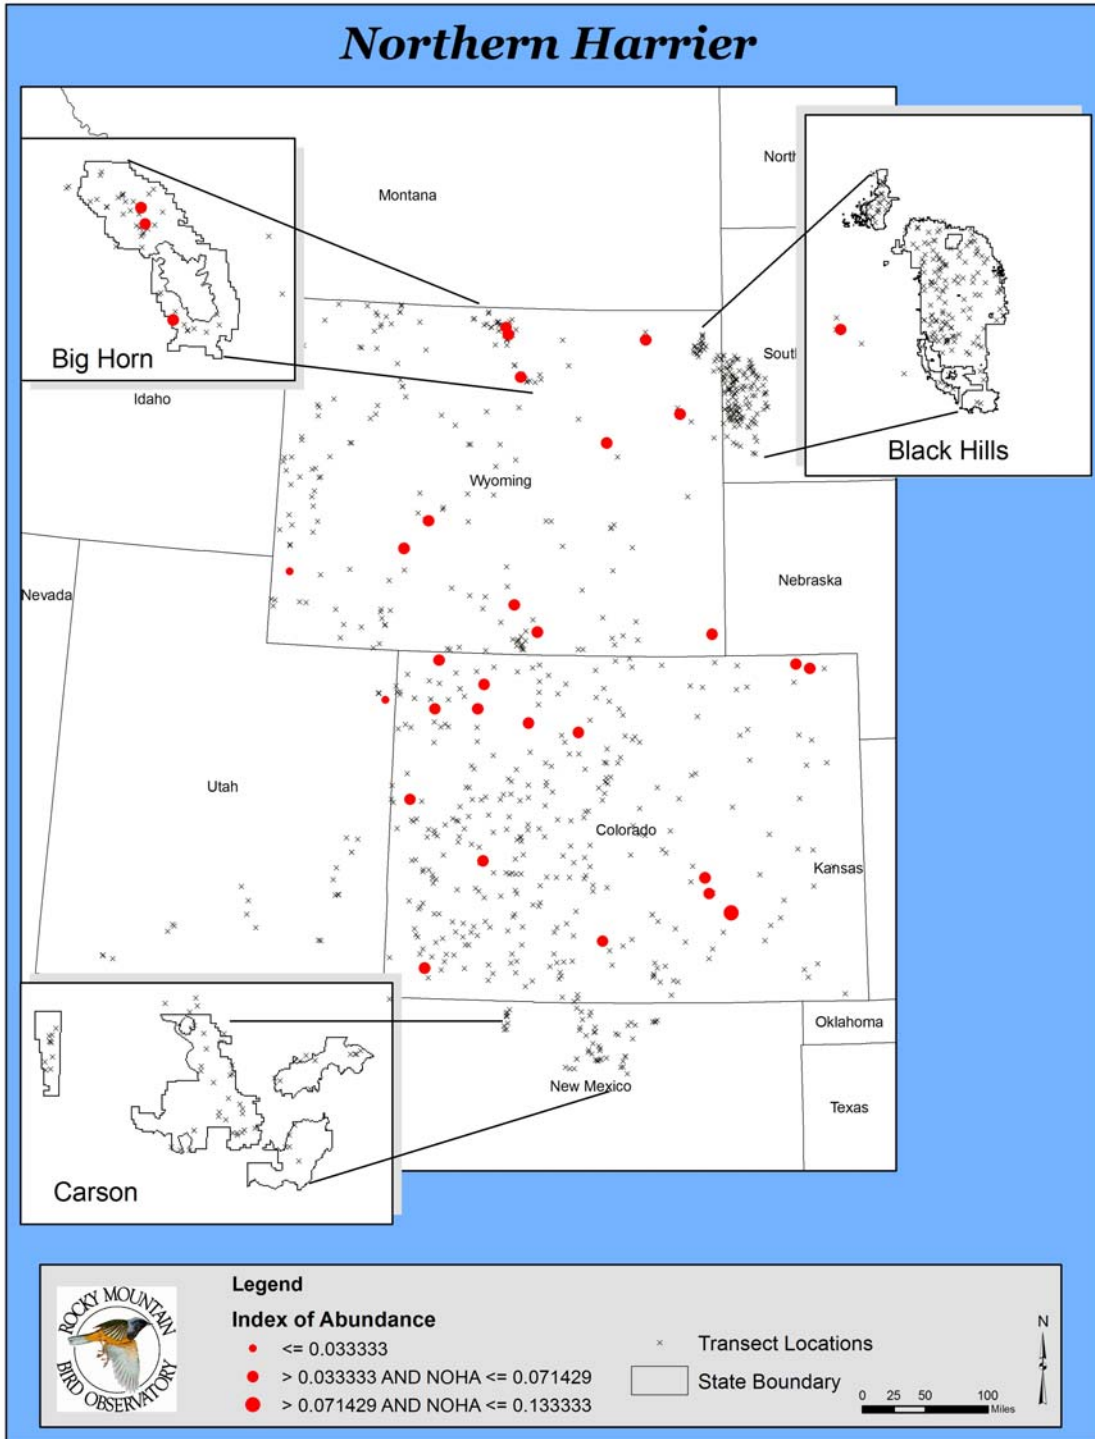 Northern Harrier
Montana
North
South
Big Horn
Idaho
Black Hills
Wyoming
Nebraska
Nevada
Utah
Colorado
Kansas
Oklahoma
New Mexico
Texas
Carson
Legend
Index of Abundance
<= 0.033333
> 0.033333 AND NOHA <= 0.071429
> 0.071429 AND NOHA <= 0.133333
Transect Locations
State Boundary
N
0 25 50 100
Miles
ROCKY MOUNTAIN
BIRD OBSERVATORY